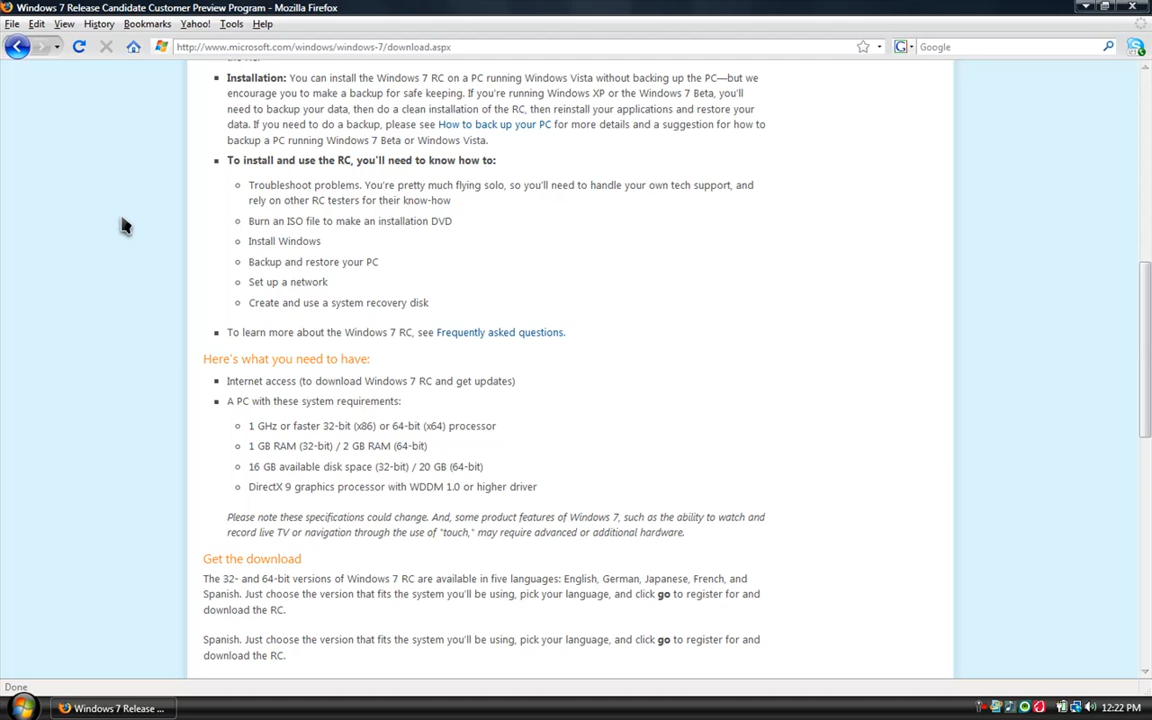 Windows 7 Release Candidate Customer Preview Program - Mozilla Firefox
File Edit View History Bookmarks Yahoo! Tools Help
http://www.microsoft.com/windows/windows-7/download.aspx
Google
Installation: You can install the Windows 7 RC on a PC running Windows Vista without backing up the PC—but we
encourage you to make a backup for safe keeping. If you're running Windows XP or the Windows 7 Beta, you'll
need to backup your data, then do a clean installation of the RC, then reinstall your applications and restore your
data. If you need to do a backup, please see How to back up your PC for more details and a suggestion for how to
backup a PC running Windows 7 Beta or Windows Vista.
To install and use the RC, you'll need to know how to:
Troubleshoot problems. You're pretty much flying solo, so you'll need to handle your own tech support, and
rely on other RC testers for their know-how
Burn an ISO file to make an installation DVD
Install Windows
Backup and restore your PC
Set up a network
Create and use a system recovery disk
To learn more about the Windows 7 RC, see Frequently asked questions.
Here's what you need to have:
Internet access (to download Windows 7 RC and get updates)
A PC with these system requirements:
1 GHz or faster 32-bit (x86) or 64-bit (x64) processor
1 GB RAM (32-bit) / 2 GB RAM (64-bit)
16 GB available disk space (32-bit) / 20 GB (64-bit)
DirectX 9 graphics processor with WDDM 1.0 or higher driver
Please note these specifications could change. And, some product features of Windows 7, such as the ability to watch and
record live TV or navigation through the use of "touch," may require advanced or additional hardware.
Get the download
The 32- and 64-bit versions of Windows 7 RC are available in five languages: English, German, Japanese, French, and
Spanish. Just choose the version that fits the system you'll be using, pick your language, and click go to register for and
download the RC.
Spanish. Just choose the version that fits the system you'll be using, pick your language, and click go to register for and
download the RC.
Done
Windows 7 Release ...
12:22 PM